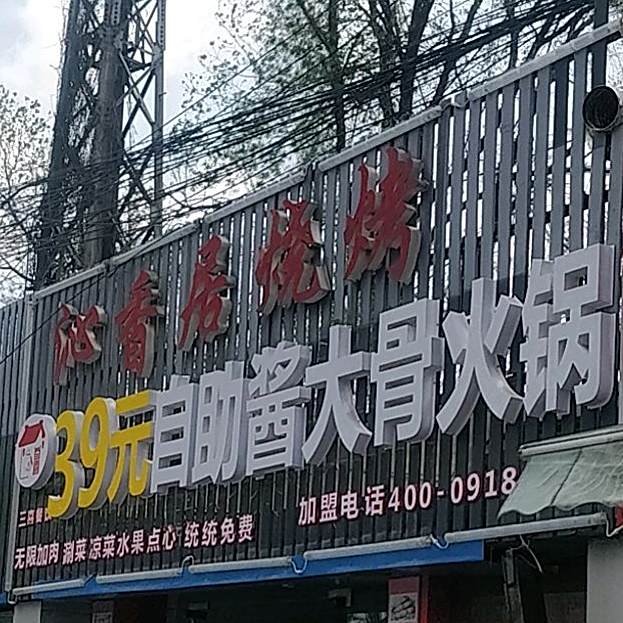 沁香居烧烤
39元自助酱大骨火锅
无限加肉 涮菜 凉菜水果点心 统统免费
加盟电话400-0918